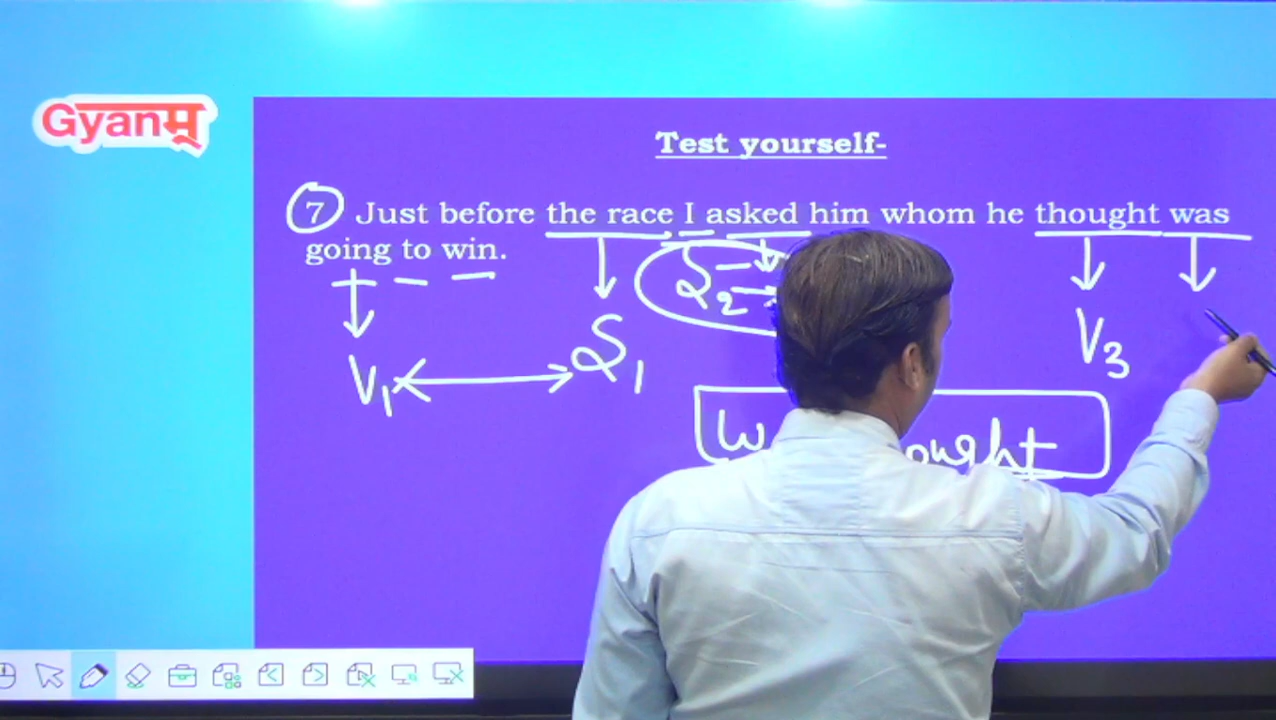 Gyanम्
Test yourself-
7 Just before the race I asked him whom he thought was
going to win.
S2
V1
S1
V3
ought